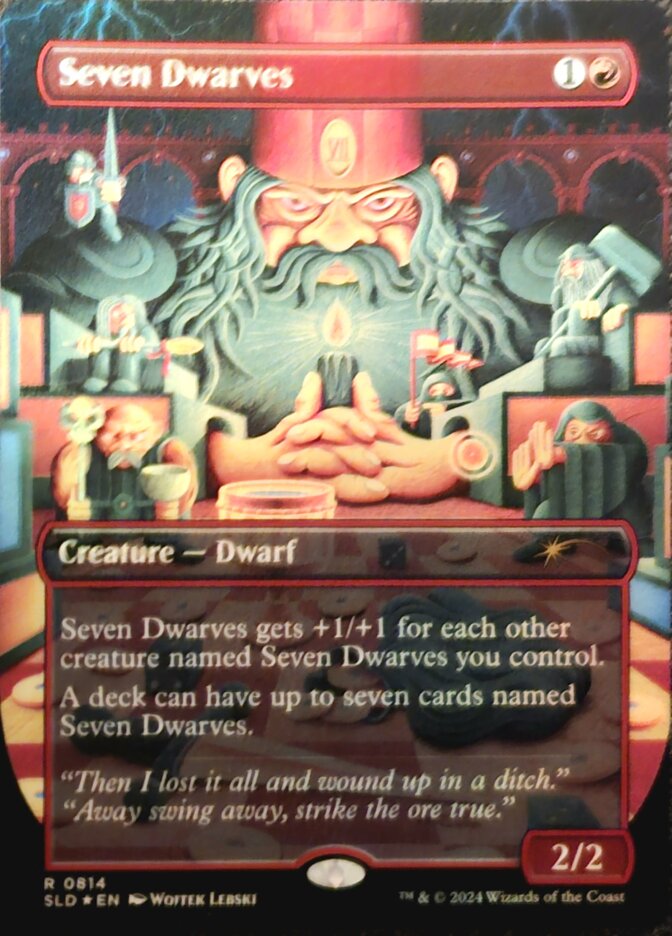 Seven Dwarves
1
VII
Creature — Dwarf
Seven Dwarves gets +1/+1 for each other
creature named Seven Dwarves you control.
A deck can have up to seven cards named
Seven Dwarves.
“Then I lost it all and wound up in a ditch.”
“Away swing away, strike the ore true.”
2/2
R 0814
SLD ★ EN Wojtek Łebski
™ & © 2024 Wizards of the Coast